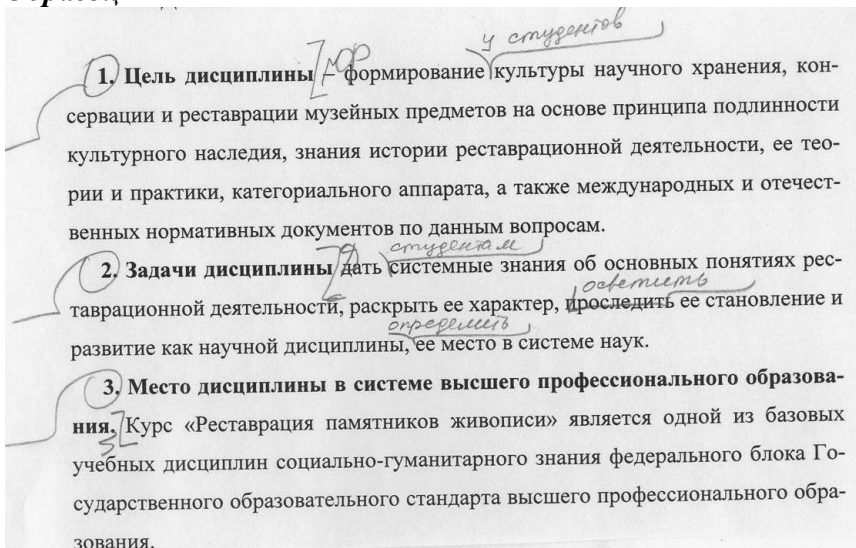 у студентов
1. Цель дисциплины – формирование культуры научного хранения, кон-
сервации и реставрации музейных предметов на основе принципа подлинности
культурного наследия, знания истории реставрационной деятельности, ее тео-
рии и практики, категориального аппарата, а также международных и отечест-
венных нормативных документов по данным вопросам.
студентам
2. Задачи дисциплины дать системные знания об основных понятиях рес-
осветить
таврационной деятельности, раскрыть ее характер, проследить ее становление и
определить
развитие как научной дисциплины, ее место в системе наук.
3. Место дисциплины в системе высшего профессионального образова-
ния. Курс «Реставрация памятников живописи» является одной из базовых
учебных дисциплин социально-гуманитарного знания федерального блока Го-
сударственного образовательного стандарта высшего профессионального обра-
зования.